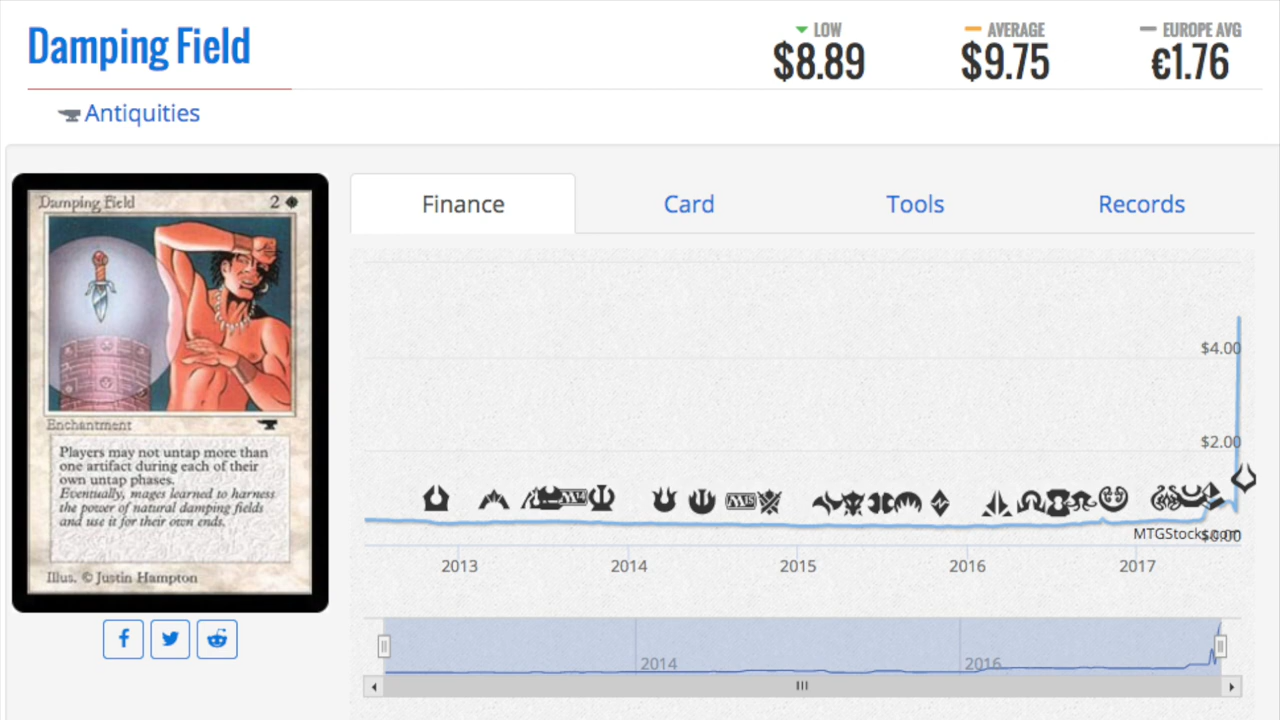 Damping Field
LOW
$8.89
AVERAGE
$9.75
EUROPE AVG
€1.76
Antiquities
Damping Field 2
Enchantment
Players may not untap more than
one artifact during each of their
own untap phases.
Eventually, mages learned to harness
the power of natural damping fields
and use it for their own ends.
Illus. © Justin Hampton
Finance
Card
Tools
Records
$4.00
$2.00
MTGStocks.com
$0.00
2013
2014
2015
2016
2017
2014
2016